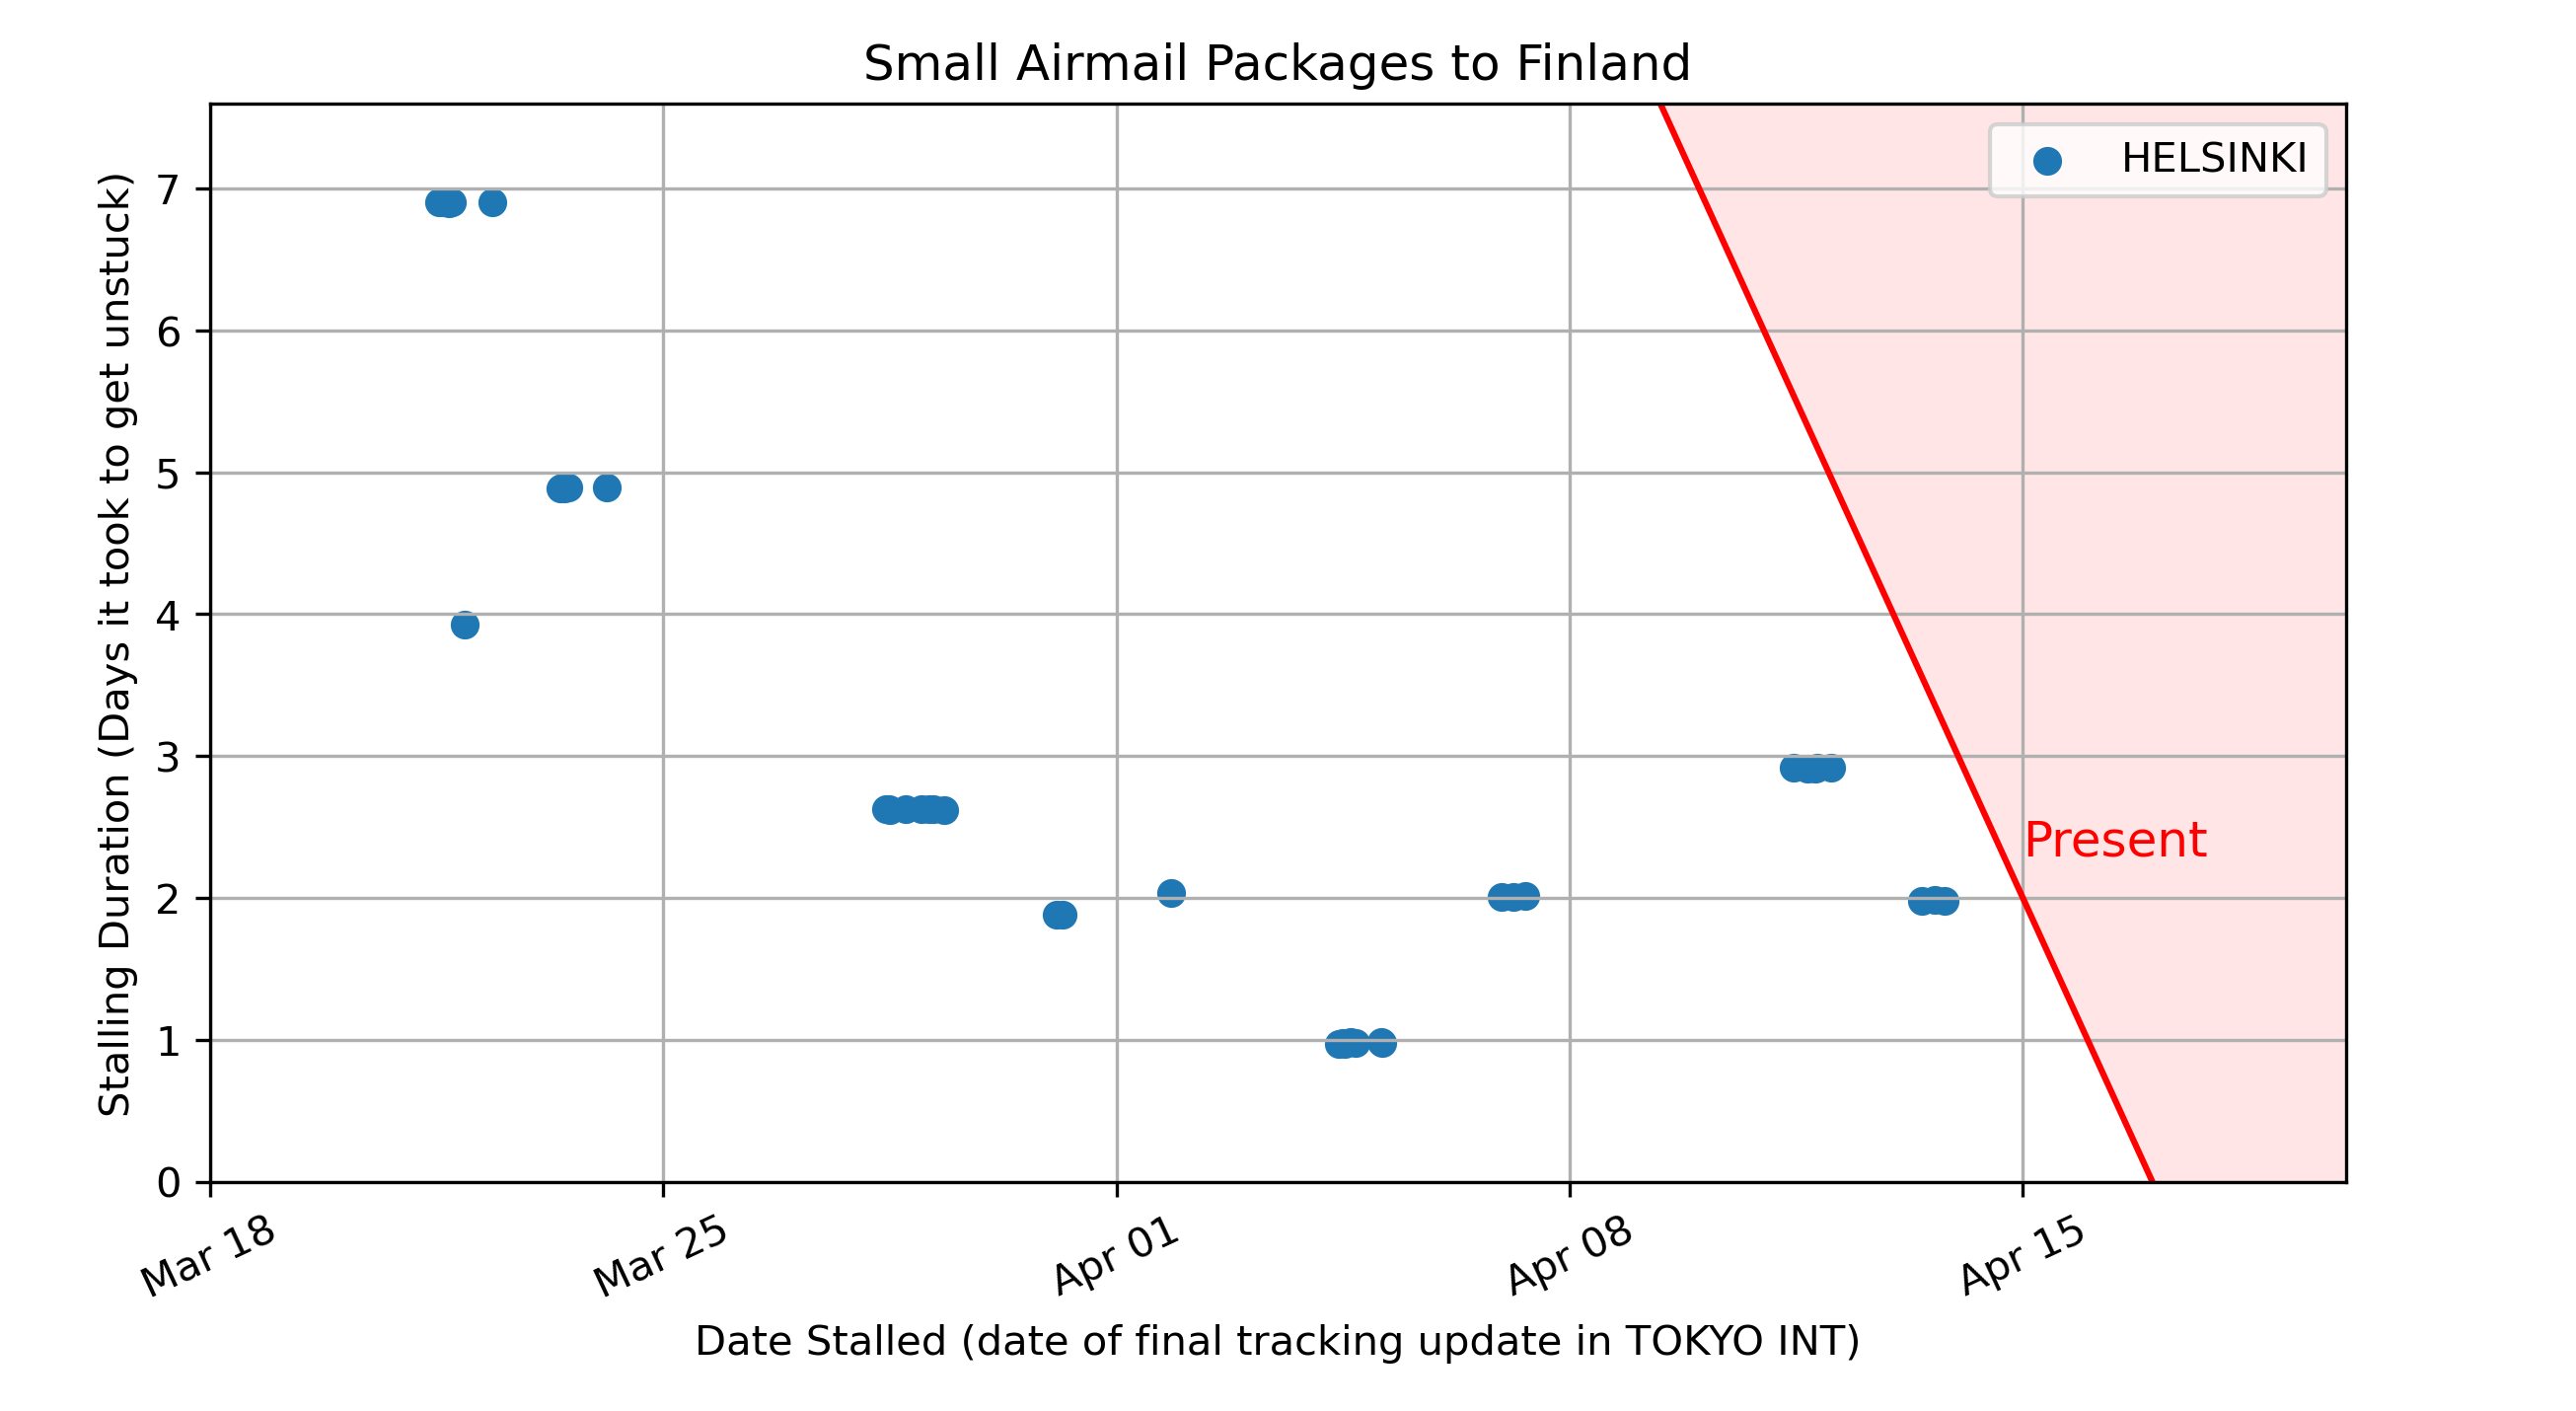 Small Airmail Packages to Finland
HELSINKI
Stalling Duration (Days it took to get unstuck)
7
6
5
4
3
2
1
0
Present
Mar 18
Mar 25
Apr 01
Apr 08
Apr 15
Date Stalled (date of final tracking update in TOKYO INT)